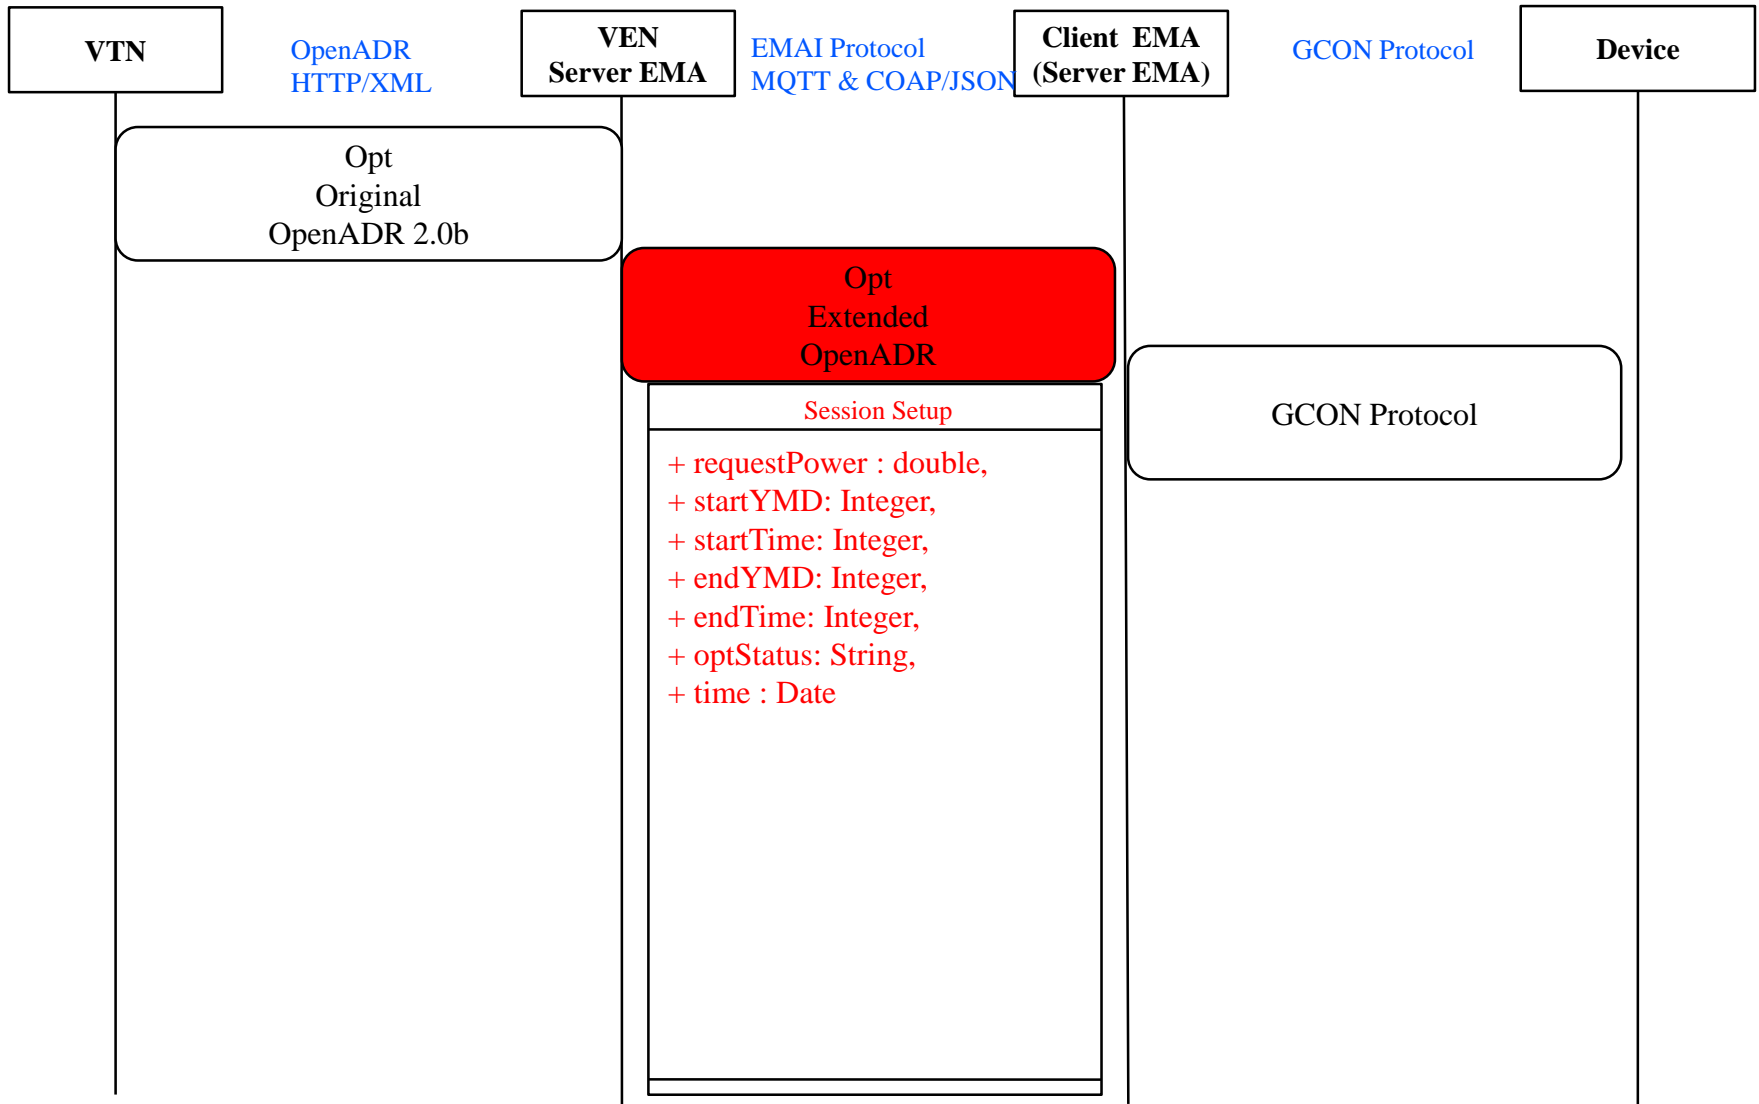 VTN
OpenADR
HTTP/XML
VEN
Server EMA
EMAI Protocol
MQTT & COAP/JSON
Client EMA
(Server EMA)
GCON Protocol
Device
Opt
Original
OpenADR 2.0b
Opt
Extended
OpenADR
GCON Protocol
Session Setup
+ requestPower : double,
+ startYMD: Integer,
+ startTime: Integer,
+ endYMD: Integer,
+ endTime: Integer,
+ optStatus: String,
+ time : Date